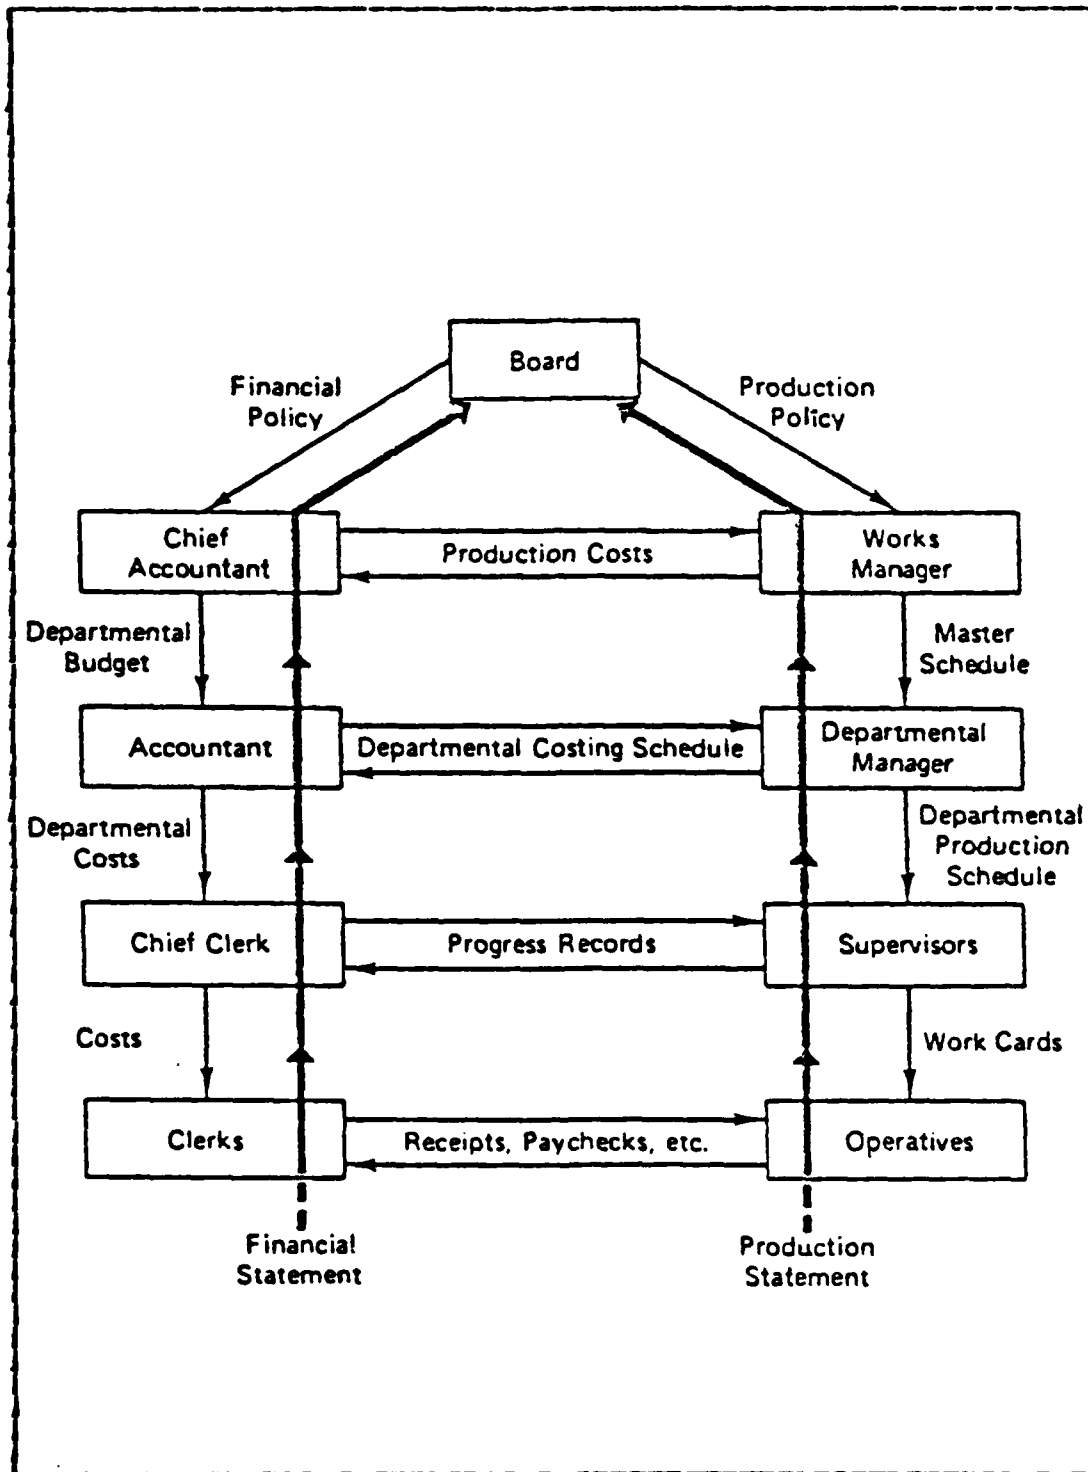 Board
Financial
Policy
Production
Policy
Chief
Accountant
Production Costs
Works
Manager
Departmental
Budget
Master
Schedule
Accountant
Departmental Costing Schedule
Departmental
Manager
Departmental
Costs
Departmental
Production
Schedule
Chief Clerk
Progress Records
Supervisors
Costs
Work Cards
Clerks
Receipts, Paychecks, etc.
Operatives
Financial
Statement
Production
Statement